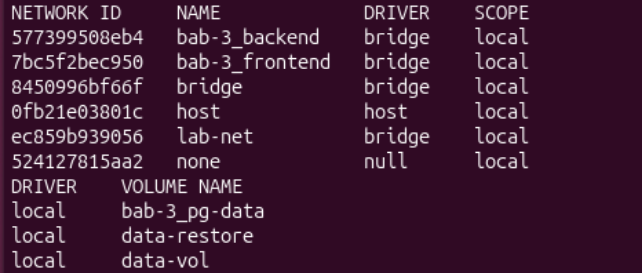 NETWORK ID     NAME             DRIVER    SCOPE
577399508eb4   bab-3_backend    bridge    local
7bc5f2bec950   bab-3_frontend   bridge    local
8450996bf66f   bridge           bridge    local
0fb21e03801c   host             host      local
ec859b939056   lab-net          bridge    local
524127815aa2   none             null      local
DRIVER    VOLUME NAME
local     bab-3_pg-data
local     data-restore
local     data-vol